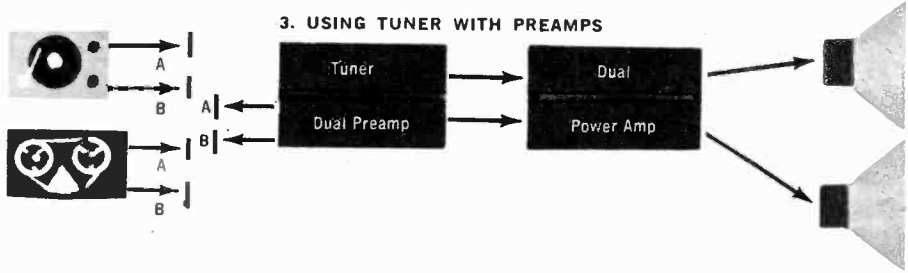 3. USING TUNER WITH PREAMPS
A
B
A
B
A
B
Tuner
Dual Preamp
Dual
Power Amp